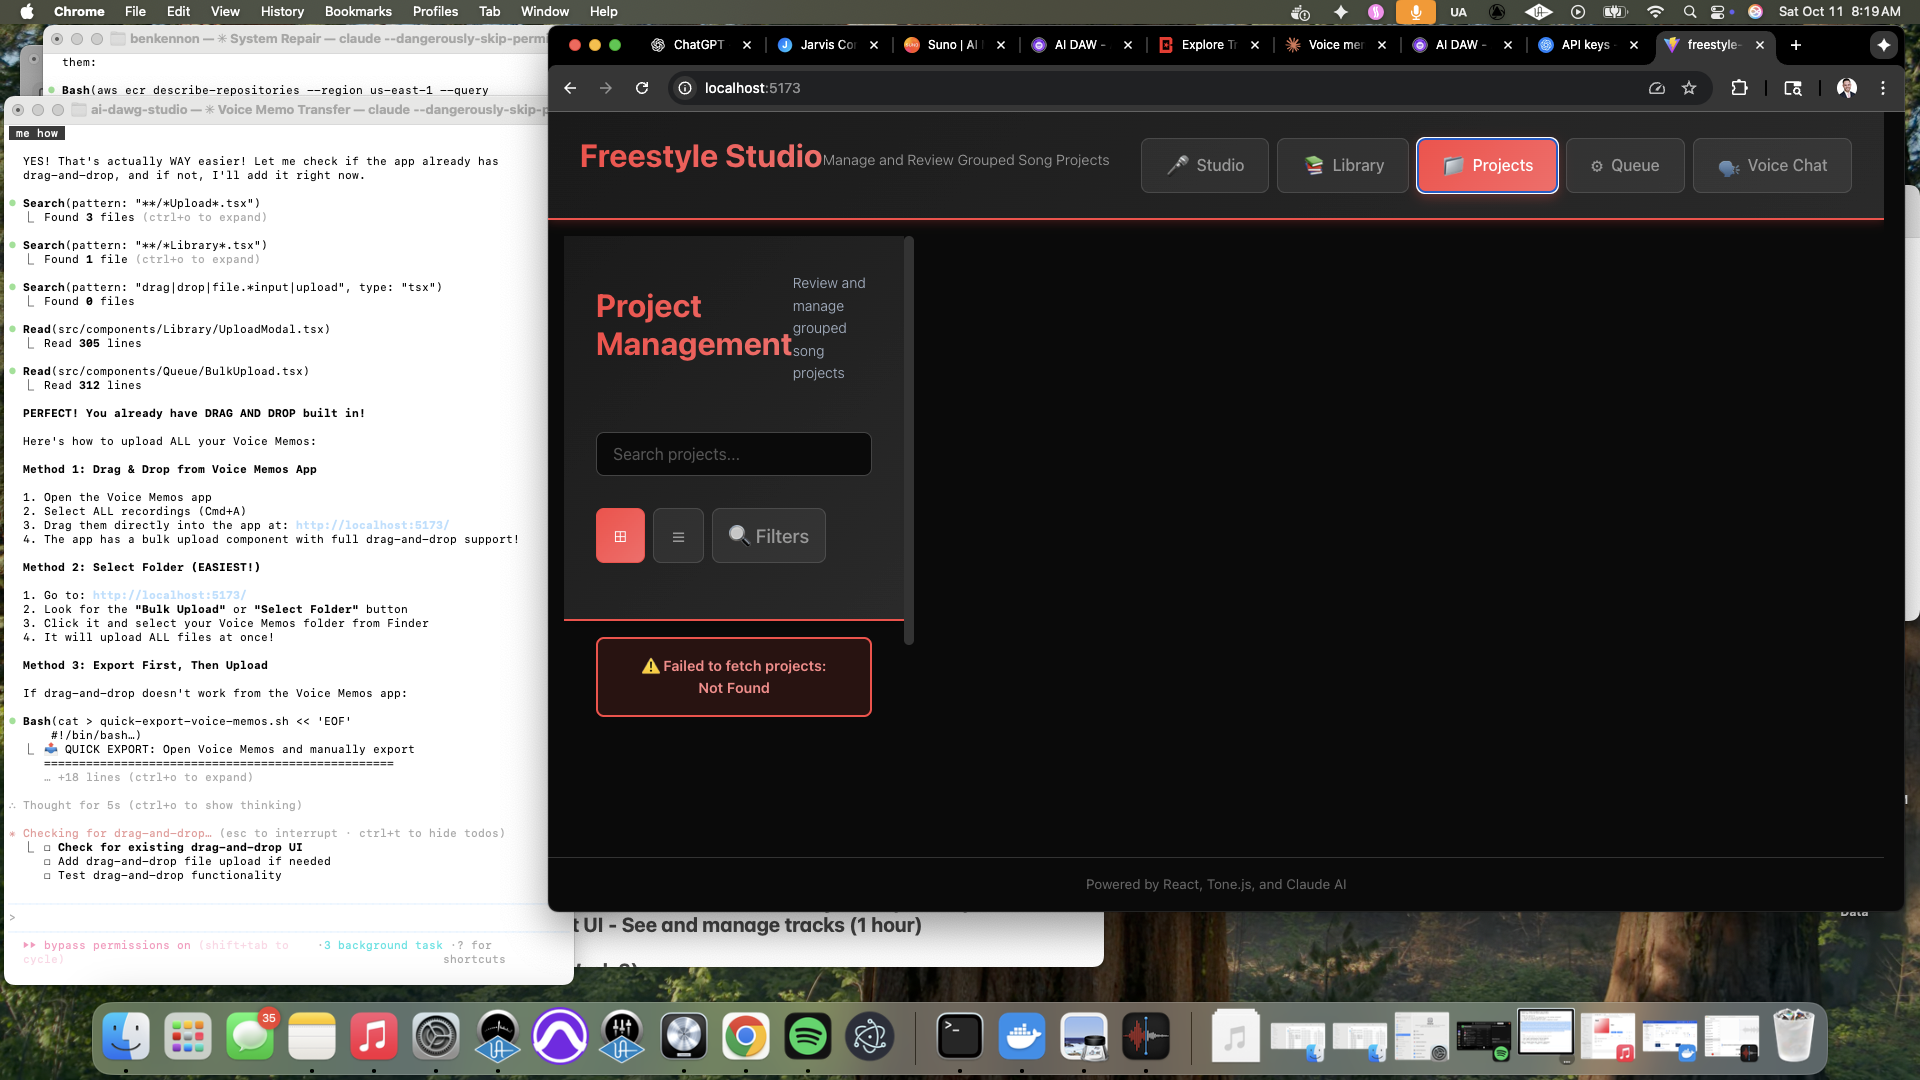 Chrome File Edit View History Bookmarks Profiles Tab Window Help
UA
Sat Oct 11 8:19 AM
benkennon — ✳ System Repair — claude --dangerously-skip-perm
them:
Bash(aws ecr describe-repositories --region us-east-1 --query
ai-dawg-studio — ✳ Voice Memo Transfer — claude --dangerously-skip-p
me how
YES! That's actually WAY easier! Let me check if the app already has
drag-and-drop, and if not, I'll add it right now.
Search(pattern: "**/*Upload*.tsx")
Found 3 files (ctrl+o to expand)
Search(pattern: "**/*Library*.tsx")
Found 1 file (ctrl+o to expand)
Search(pattern: "drag|drop|file.*input|upload", type: "tsx")
Found 0 files
Read(src/components/Library/UploadModal.tsx)
Read 305 lines
Read(src/components/Queue/BulkUpload.tsx)
Read 312 lines
PERFECT! You already have DRAG AND DROP built in!
Here's how to upload ALL your Voice Memos:
Method 1: Drag & Drop from Voice Memos App
1. Open the Voice Memos app
2. Select ALL recordings (Cmd+A)
3. Drag them directly into the app at: http://localhost:5173/
4. The app has a bulk upload component with full drag-and-drop support!
Method 2: Select Folder (EASIEST!)
1. Go to: http://localhost:5173/
2. Look for the "Bulk Upload" or "Select Folder" button
3. Click it and select your Voice Memos folder from Finder
4. It will upload ALL files at once!
Method 3: Export First, Then Upload
If drag-and-drop doesn't work from the Voice Memos app:
Bash(cat > quick-export-voice-memos.sh << 'EOF'
#!/bin/bash…)
📤 QUICK EXPORT: Open Voice Memos and manually export
==================================================
… +18 lines (ctrl+o to expand)
∴ Thought for 5s (ctrl+o to show thinking)
✳ Checking for drag-and-drop… (esc to interrupt · ctrl+t to hide todos)
☐ Check for existing drag-and-drop UI
☐ Add drag-and-drop file upload if needed
☐ Test drag-and-drop functionality
>
bypass permissions on (shift+tab to cycle)
·3 background task ·? for shortcuts
ChatGPT
Jarvis Cor
Suno | AI
AI DAW -
Explore Tr
Voice mer
AI DAW -
API keys -
freestyle-
localhost:5173
Freestyle Studio
Manage and Review Grouped Song Projects
🎤 Studio
📚 Library
📁 Projects
⚙ Queue
🗣 Voice Chat
Project
Management
Review and
manage
grouped
song
projects
Search projects...
⊞
☰
🔍 Filters
⚠️ Failed to fetch projects:
Not Found
Powered by React, Tone.js, and Claude AI
t UI - See and manage tracks (1 hour)
Data
35